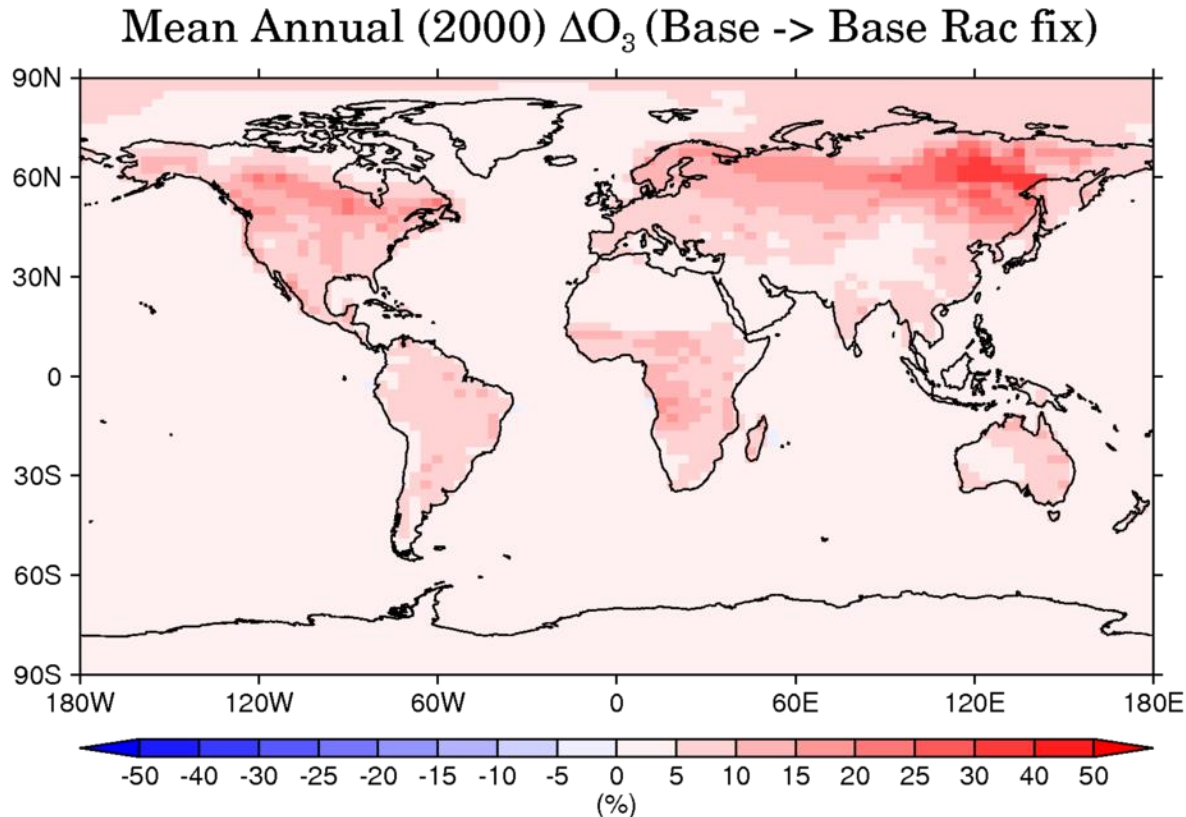 Mean Annual (2000) ΔO₃ (Base -> Base Rac fix)
90N
60N
30N
0
30S
60S
90S
180W 120W 60W 0 60E 120E 180E
-50 -40 -30 -25 -20 -15 -10 -5 0 5 10 15 20 25 30 40 50
(%)